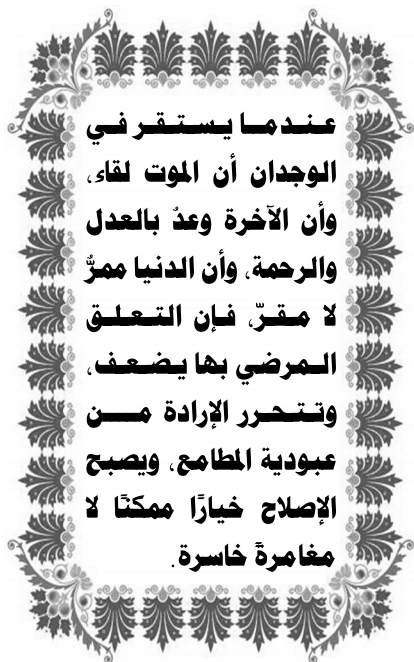 عندما يستقر في
الوجدان أن الموت لقاء،
وأن الآخرة وعدٌ بالعدل
والرحمة، وأن الدنيا ممرٌّ
لا مقرّ، فإن التعلق
المرضي بها يضعف،
وتتحرر الإرادة من
عبودية المطامع، ويصبح
الإصلاح خيارًا ممكنًا لا
مغامرةً خاسرة.